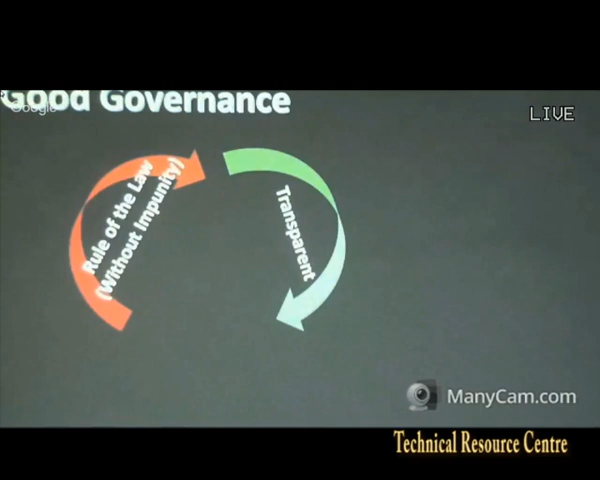 Good Governance
Google
LIVE
Rule of the Law
(Without Impunity)
Transparent
ManyCam.com
Technical Resource Centre